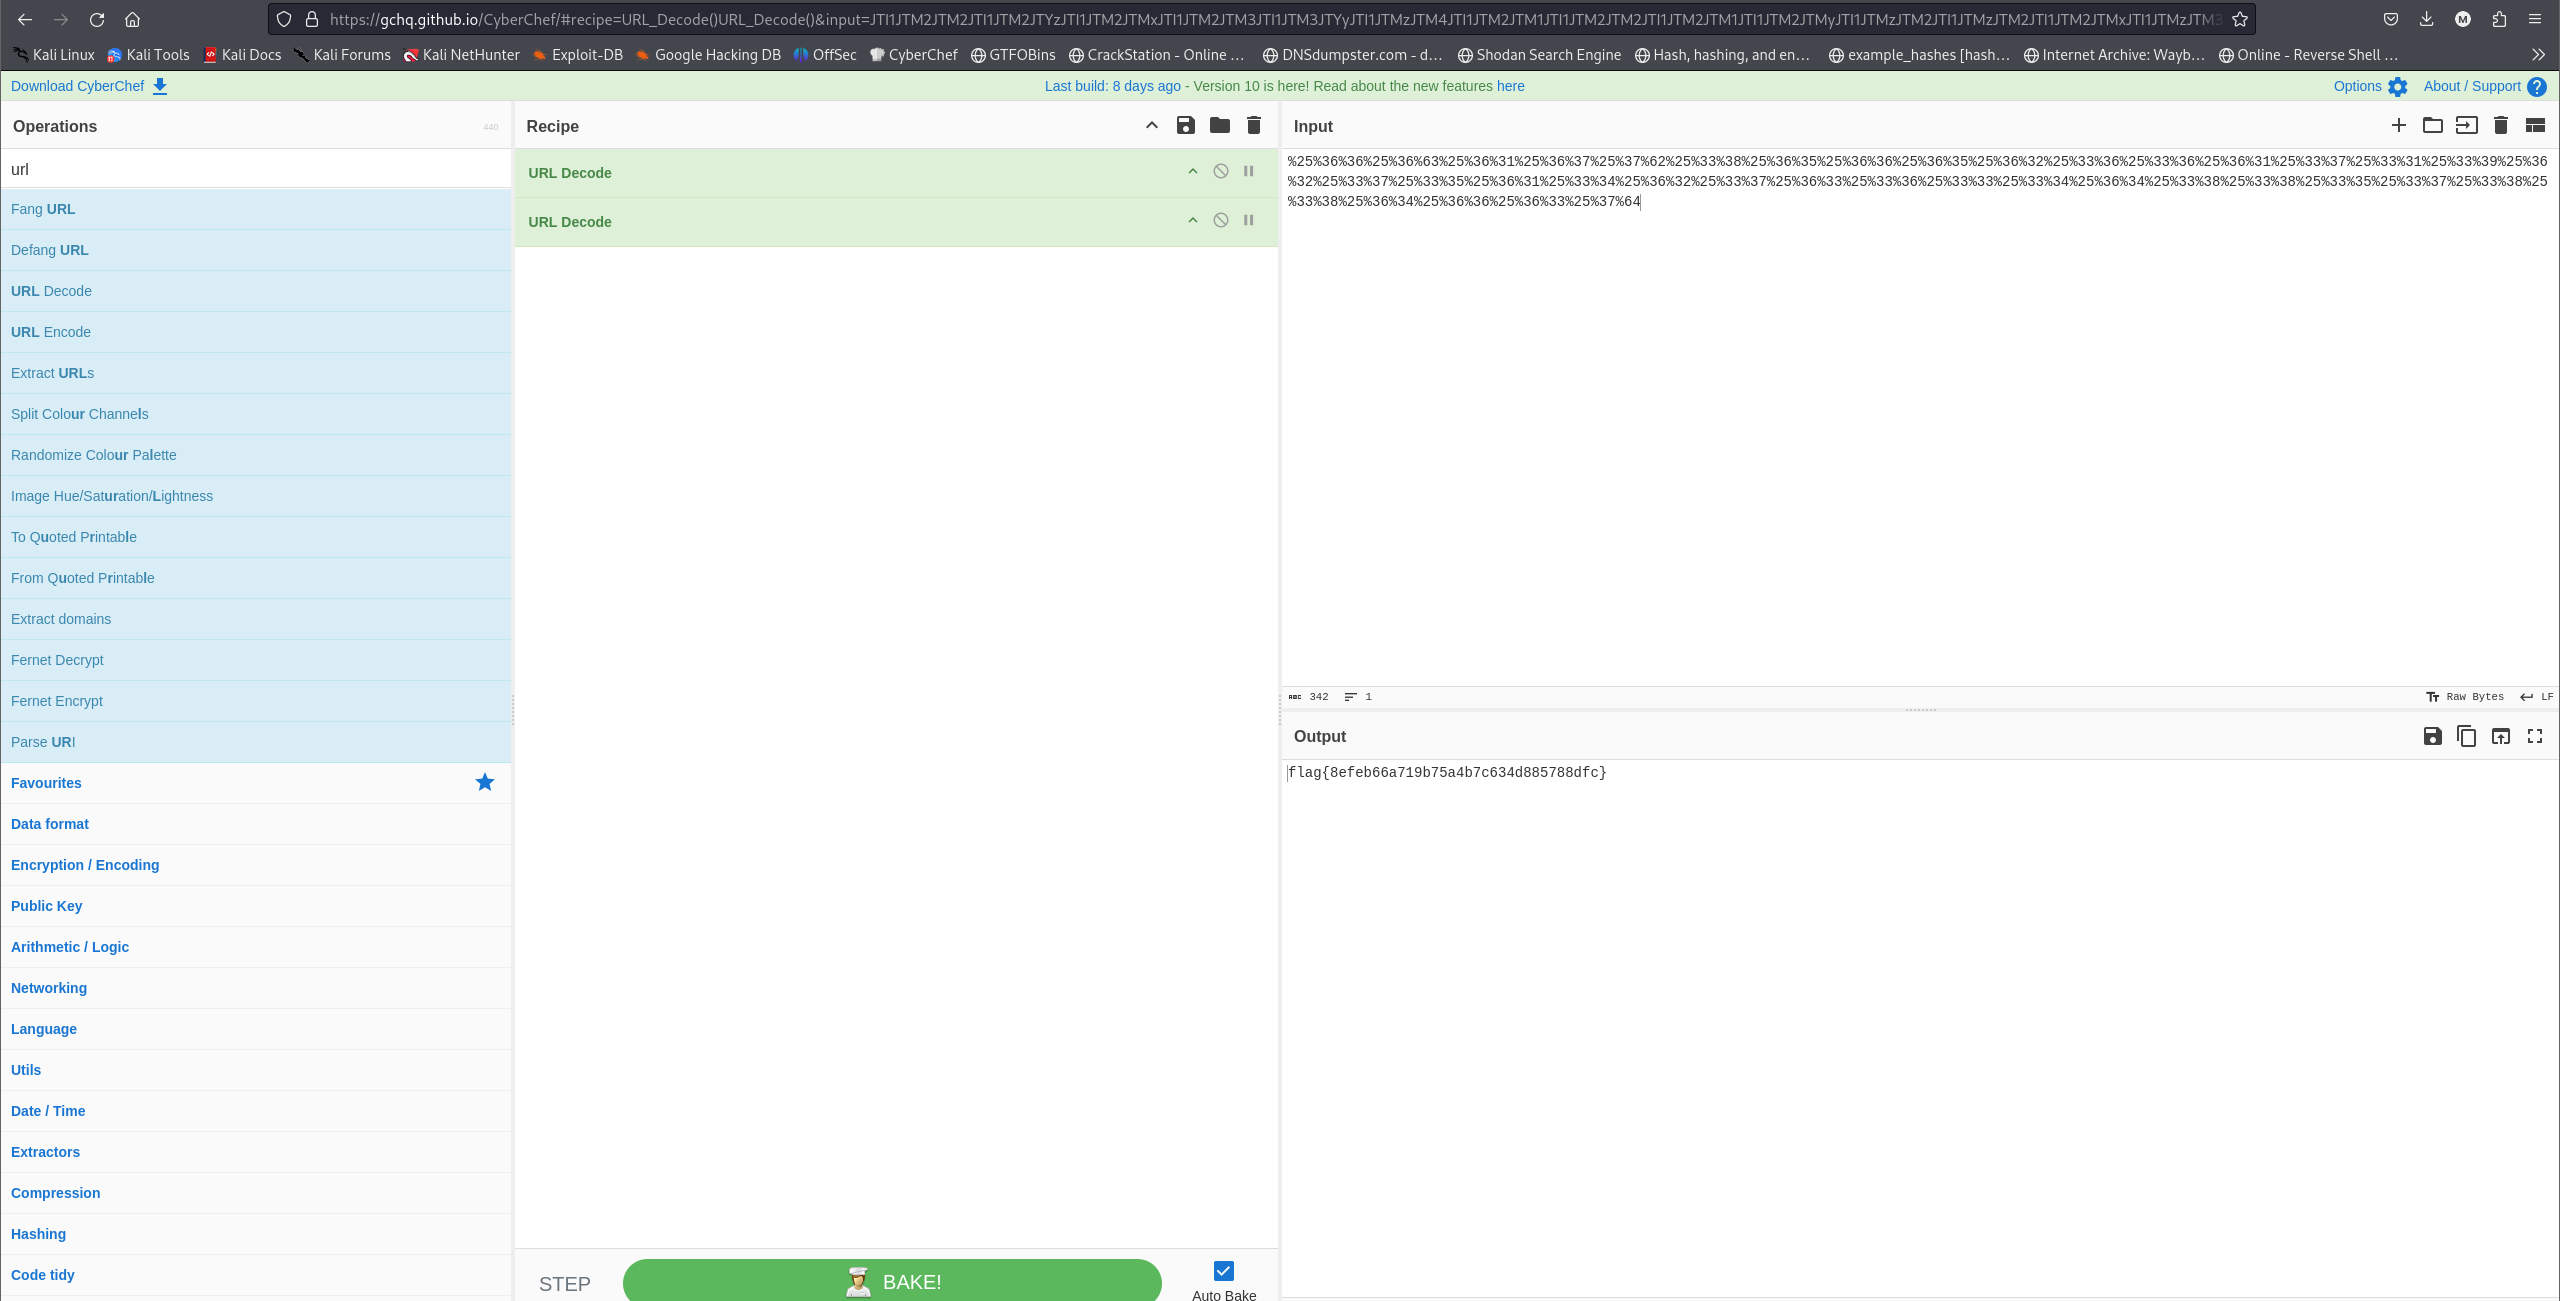 https://gchq.github.io/CyberChef/#recipe=URL_Decode()URL_Decode()&input=JTI1JTM2JTM2JTI1JTM2JTYzJTI1JTM2JTMxJTI1JTM2JTM3JTI1JTM3JTYyJTI1JTMzJTM4JTI1JTM2JTM1JTI1JTM2JTM2JTI1JTM2JTM1JTI1JTM2JTMyJTI1JTMzJTM2JTI1JTMzJTM2JTI1JTM2JTMxJTI1JTMzJTM3
Kali Linux Kali Tools Kali Docs Kali Forums Kali NetHunter Exploit-DB Google Hacking DB OffSec CyberChef GTFOBins CrackStation - Online ... DNSdumpster.com - d... Shodan Search Engine Hash, hashing, and en... example_hashes [hash... Internet Archive: Wayb... Online - Reverse Shell ...
Download CyberChef Last build: 8 days ago - Version 10 is here! Read about the new features here Options About / Support
Operations 440
url
Fang URL
Defang URL
URL Decode
URL Encode
Extract URLs
Split Colour Channels
Randomize Colour Palette
Image Hue/Saturation/Lightness
To Quoted Printable
From Quoted Printable
Extract domains
Fernet Decrypt
Fernet Encrypt
Parse URI
Favourites
Data format
Encryption / Encoding
Public Key
Arithmetic / Logic
Networking
Language
Utils
Date / Time
Extractors
Compression
Hashing
Code tidy
Recipe
URL Decode
URL Decode
STEP
BAKE!
Auto Bake
Input
%25%36%36%25%36%63%25%36%31%25%36%37%25%37%62%25%33%38%25%36%35%25%36%36%25%36%35%25%36%32%25%33%36%25%33%36%25%36%31%25%33%37%25%33%31%25%33%39%25%36
%32%25%33%37%25%33%35%25%36%31%25%33%34%25%36%32%25%33%37%25%36%33%25%33%36%25%33%33%25%33%34%25%36%34%25%33%38%25%33%38%25%33%35%25%33%37%25%33%38%25
%33%38%25%36%34%25%36%36%25%36%33%25%37%64
ABC 342 1 Raw Bytes LF
Output
flag{8efeb66a719b75a4b7c634d885788dfc}